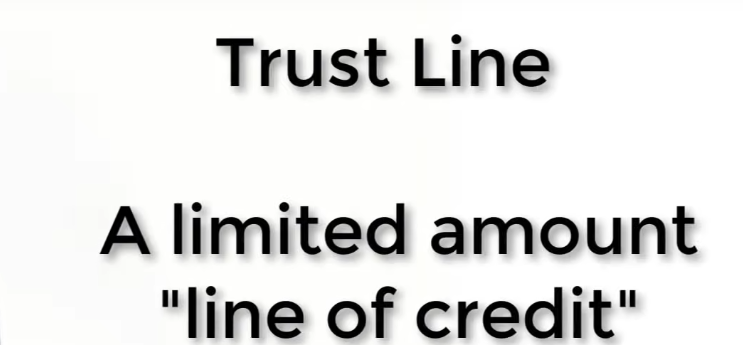 Trust Line
A limited amount
"line of credit"